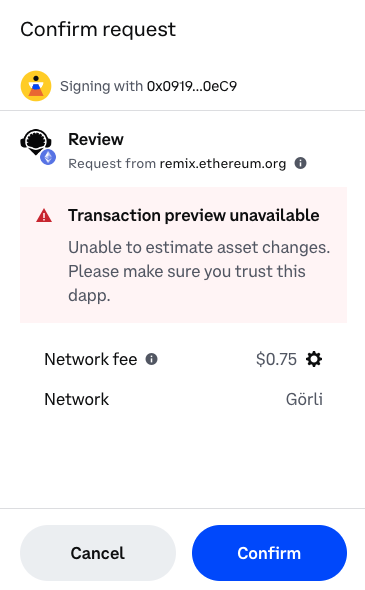 Confirm request
Signing with 0x0919...0eC9
Review
Request from remix.ethereum.org
Transaction preview unavailable
Unable to estimate asset changes.
Please make sure you trust this
dapp.
Network fee $0.75
Network Görli
Cancel Confirm